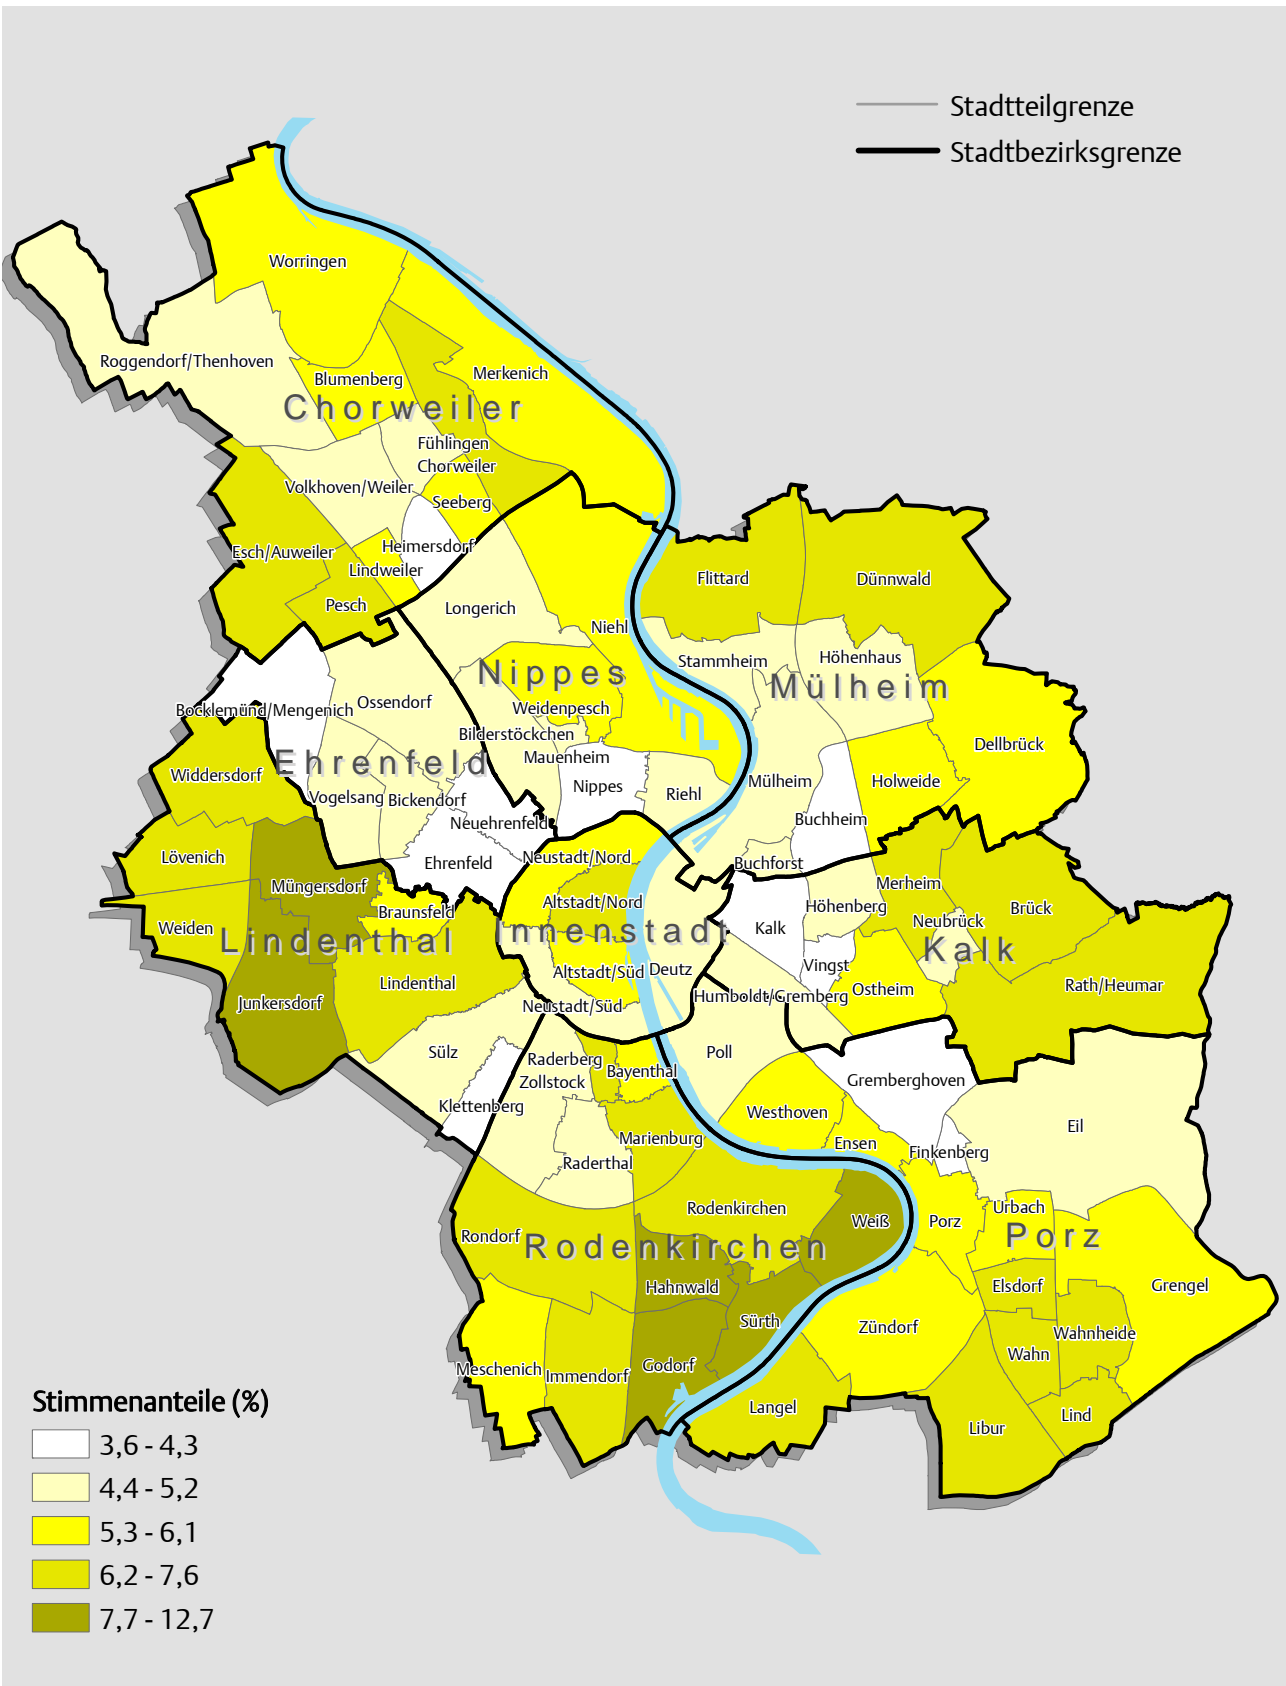 Stadtteilgrenze
Stadtbezirksgrenze
Worringen
Roggendorf/Thenhoven
Blumenberg
Merkenich
Chorweiler
Fühlingen
Chorweiler
Volkhoven/Weiler
Seeberg
Heimersdorf
Esch/Auweiler
Lindweiler
Pesch
Flittard
Dünnwald
Longerich
Niehl
Stammheim
Höhenhaus
Nippes
Mülheim
Ossendorf
Bocklemünd/Mengenich
Weidenpesch
Bilderstöckchen
Dellbrück
Mauenheim
Ehrenfeld
Widdersdorf
Nippes
Riehl
Mülheim
Holweide
Vogelsang
Bickendorf
Neuehrenfeld
Buchheim
Lövenich
Ehrenfeld
Neustadt/Nord
Buchforst
Müngersdorf
Merheim
Altstadt/Nord
Höhenberg
Brück
Braunsfeld
Neubrück
Weiden
Kalk
Lindenthal
Innenstadt
Kalk
Vingst
Altstadt/Süd
Deutz
Lindenthal
Ostheim
Rath/Heumar
Humboldt/Gremberg
Junkersdorf
Neustadt/Süd
Sülz
Poll
Raderberg
Bayenthal
Zollstock
Gremberghoven
Klettenberg
Westhoven
Eil
Marienburg
Ensen
Finkenberg
Raderthal
Rodenkirchen
Urbach
Weiß
Porz
Rondorf
Rodenkirchen
Porz
Hahnwald
Elsdorf
Grengel
Sürth
Zündorf
Wahnheide
Wahn
Godorf
Meschenich
Immendorf
Langel
Lind
Libur
Stimmenanteile (%)
3,6 - 4,3
4,4 - 5,2
5,3 - 6,1
6,2 - 7,6
7,7 - 12,7